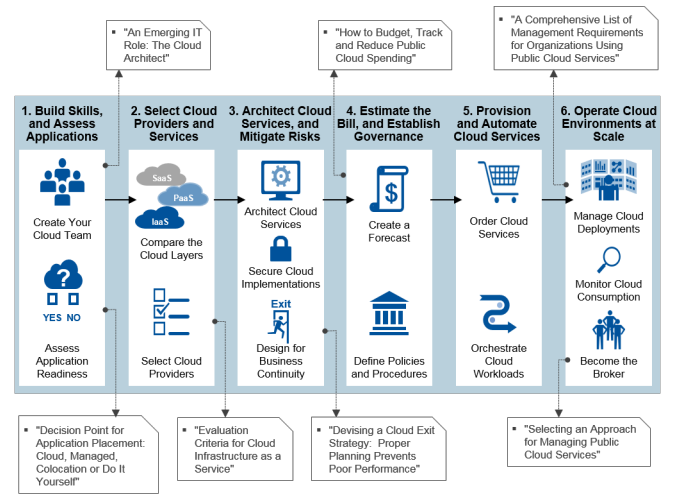 ▪ "An Emerging IT
Role: The Cloud
Architect"
▪ "How to Budget, Track
and Reduce Public
Cloud Spending"
▪ "A Comprehensive List of
Management Requirements
for Organizations Using
Public Cloud Services"
1. Build Skills,
and Assess
Applications
2. Select Cloud
Providers and
Services
3. Architect Cloud
Services, and
Mitigate Risks
4. Estimate the
Bill, and Establish
Governance
5. Provision
and Automate
Cloud Services
6. Operate Cloud
Environments at
Scale
Create Your
Cloud Team
?
YES NO
Assess
Application
Readiness
SaaS
PaaS
IaaS
Compare the
Cloud Layers
Select Cloud
Providers
Architect Cloud
Services
Secure Cloud
Implementations
Exit
Design for
Business
Continuity
$
Create a
Forecast
Define Policies
and Procedures
Order Cloud
Services
Orchestrate
Cloud
Workloads
%
Manage Cloud
Deployments
Monitor Cloud
Consumption
Become the
Broker
▪ "Decision Point for
Application Placement:
Cloud, Managed,
Colocation or Do It
Yourself"
▪ "Evaluation
Criteria for Cloud
Infrastructure as a
Service"
▪ "Devising a Cloud Exit
Strategy: Proper
Planning Prevents
Poor Performance"
▪ "Selecting an Approach
for Managing Public
Cloud Services"